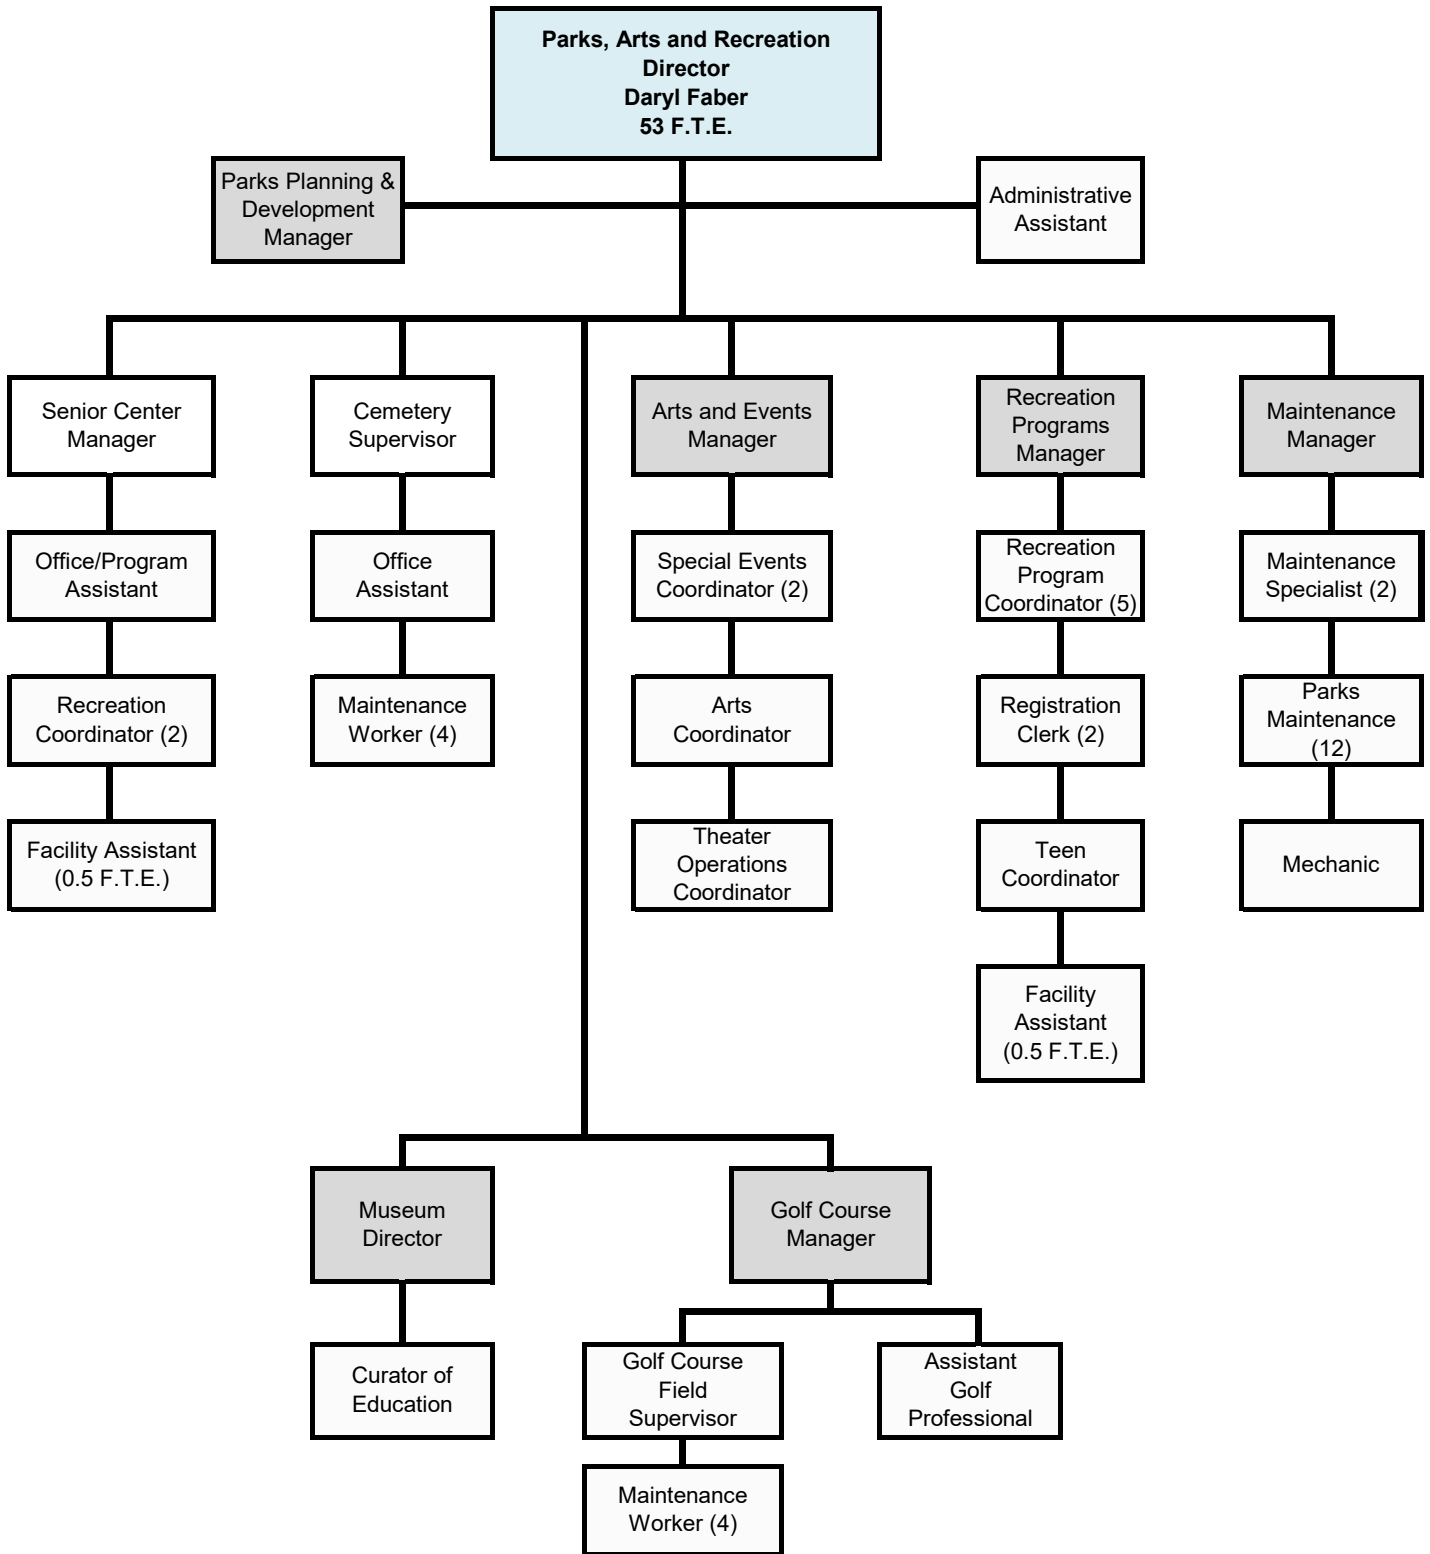 Parks, Arts and Recreation
Director
Daryl Faber
53 F.T.E.
Parks Planning &
Development
Manager
Administrative
Assistant
Senior Center
Manager
Cemetery
Supervisor
Arts and Events
Manager
Recreation
Programs
Manager
Maintenance
Manager
Office/Program
Assistant
Office
Assistant
Special Events
Coordinator (2)
Recreation
Program
Coordinator (5)
Maintenance
Specialist (2)
Recreation
Coordinator (2)
Maintenance
Worker (4)
Arts
Coordinator
Registration
Clerk (2)
Parks
Maintenance
(12)
Facility Assistant
(0.5 F.T.E.)
Theater
Operations
Coordinator
Teen
Coordinator
Mechanic
Facility
Assistant
(0.5 F.T.E.)
Museum
Director
Golf Course
Manager
Curator of
Education
Golf Course
Field
Supervisor
Assistant
Golf
Professional
Maintenance
Worker (4)